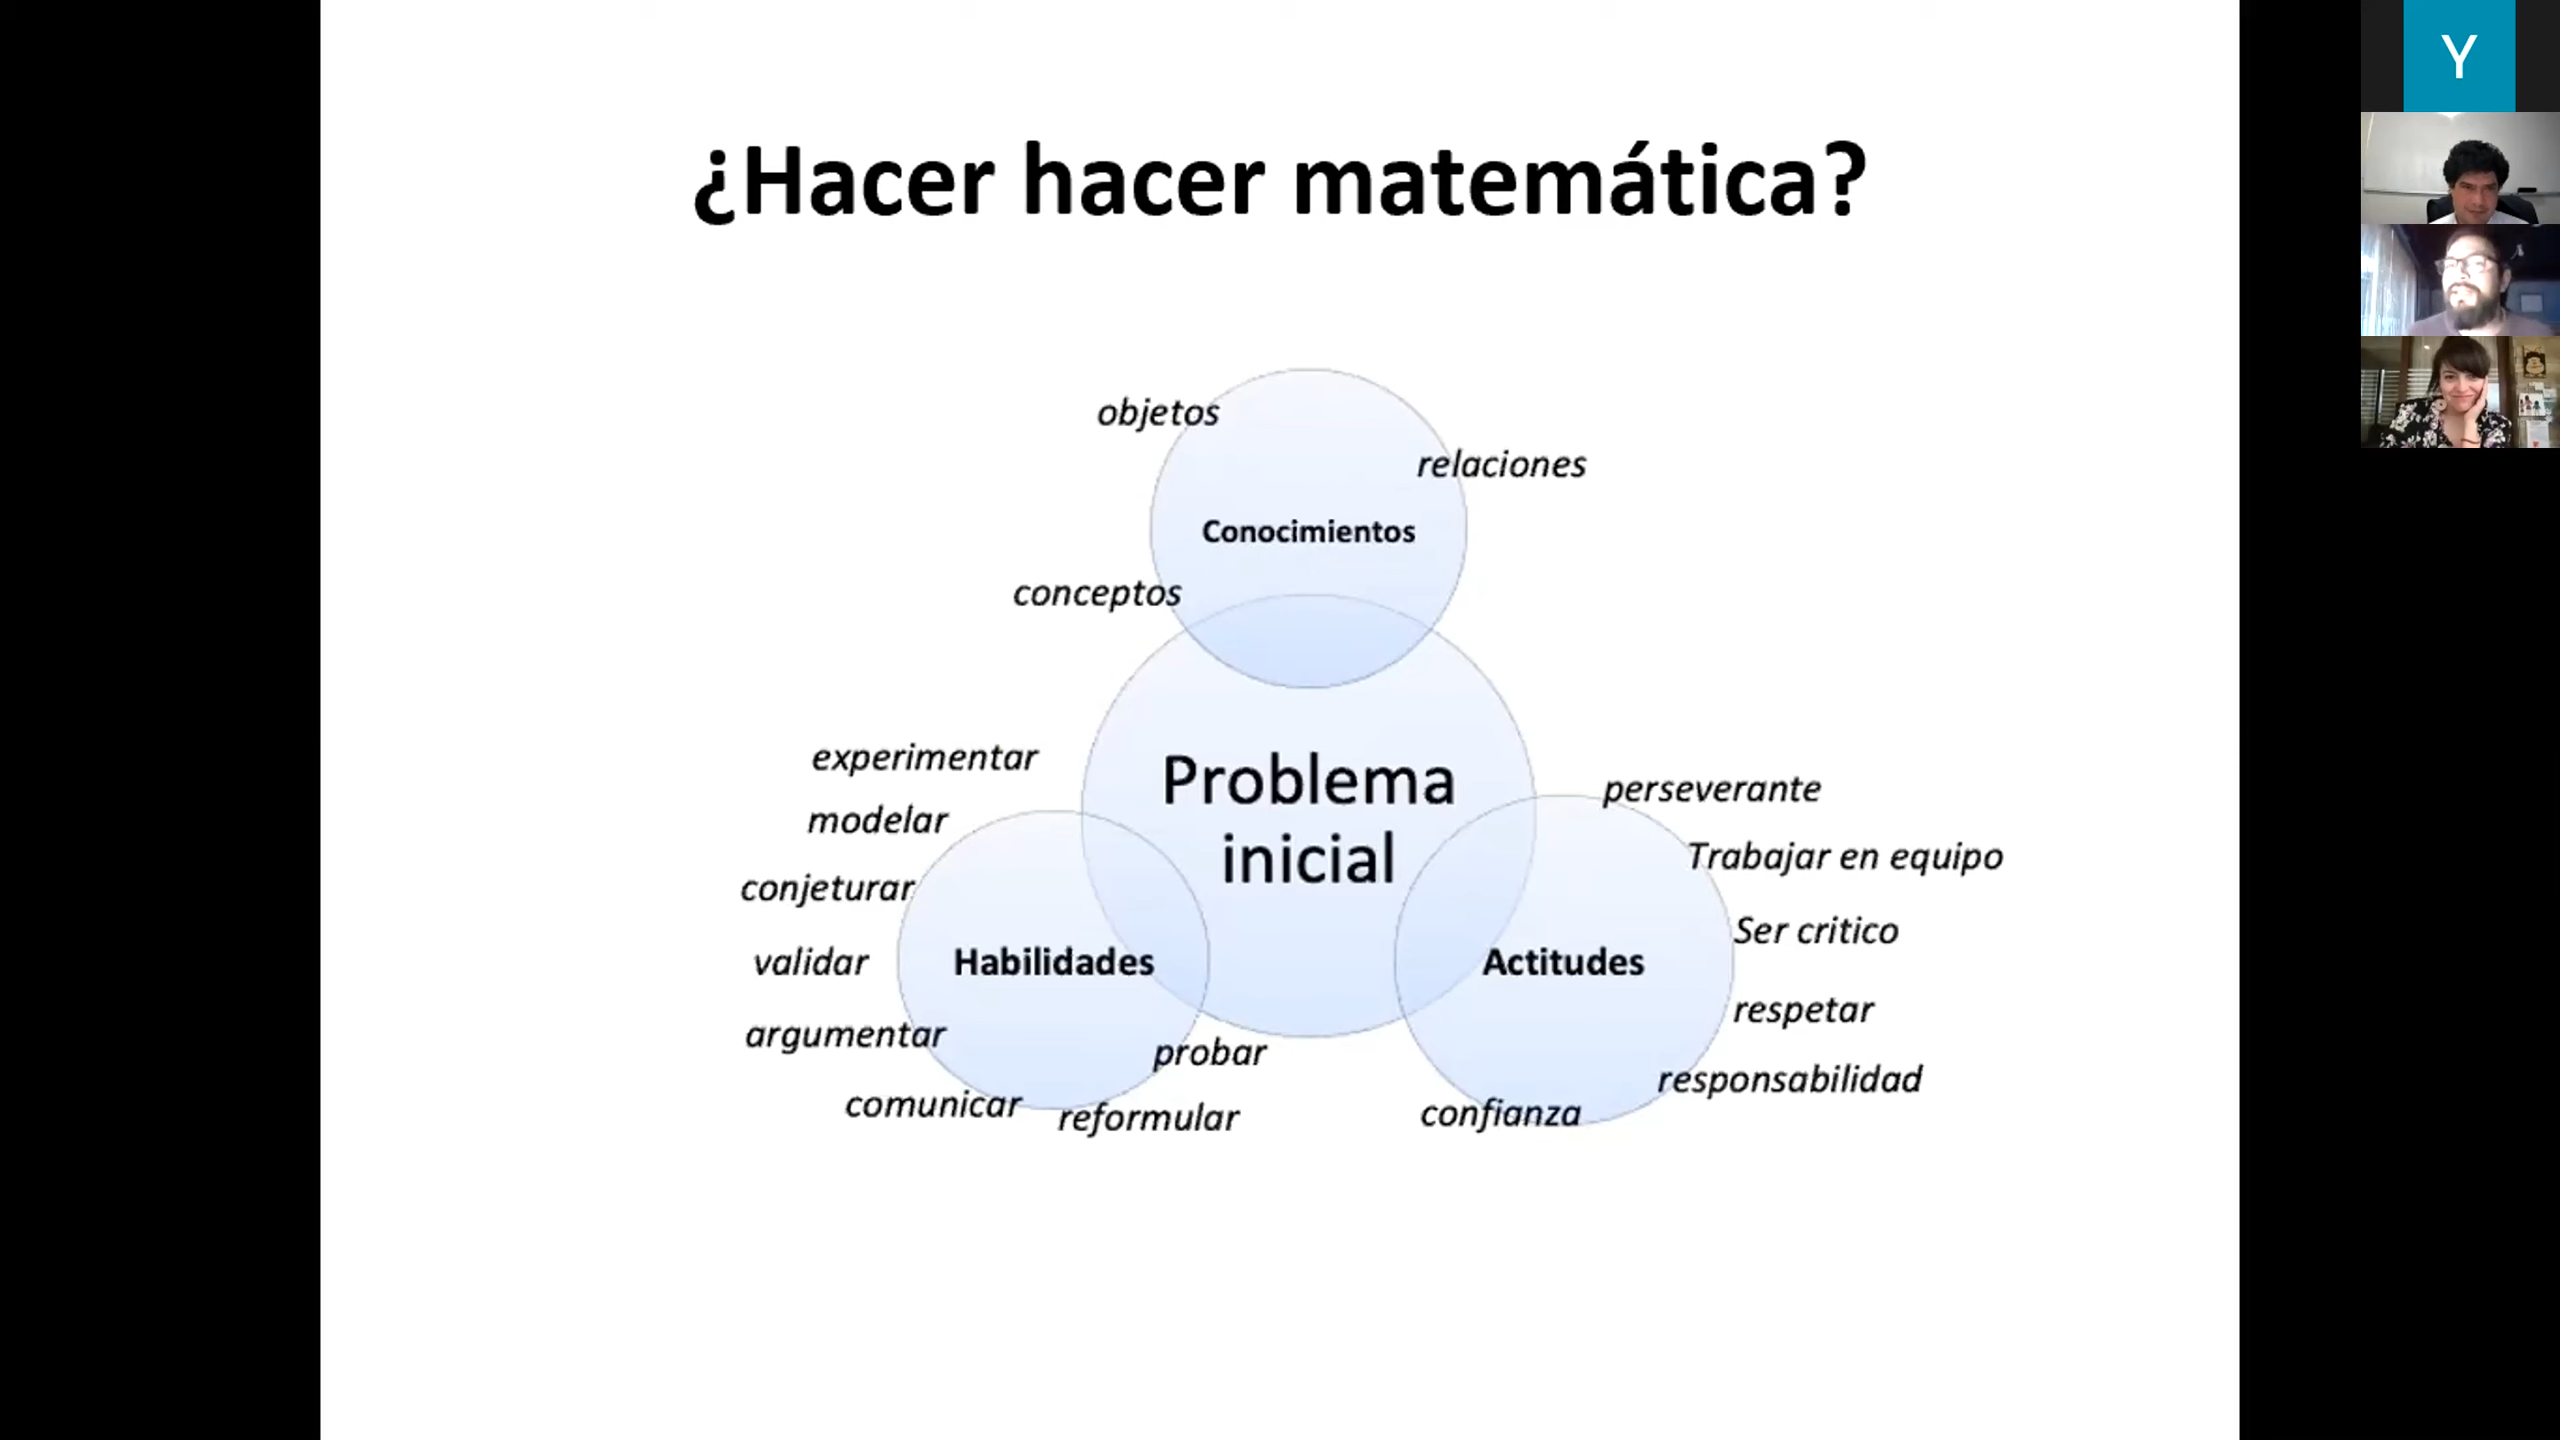 ¿Hacer hacer matemática?
Y
objetos
relaciones
Conocimientos
conceptos
Problema
inicial
experimentar
modelar
conjeturar
validar
Habilidades
argumentar
comunicar
reformular
probar
perseverante
Trabajar en equipo
Ser critico
Actitudes
respetar
responsabilidad
confianza